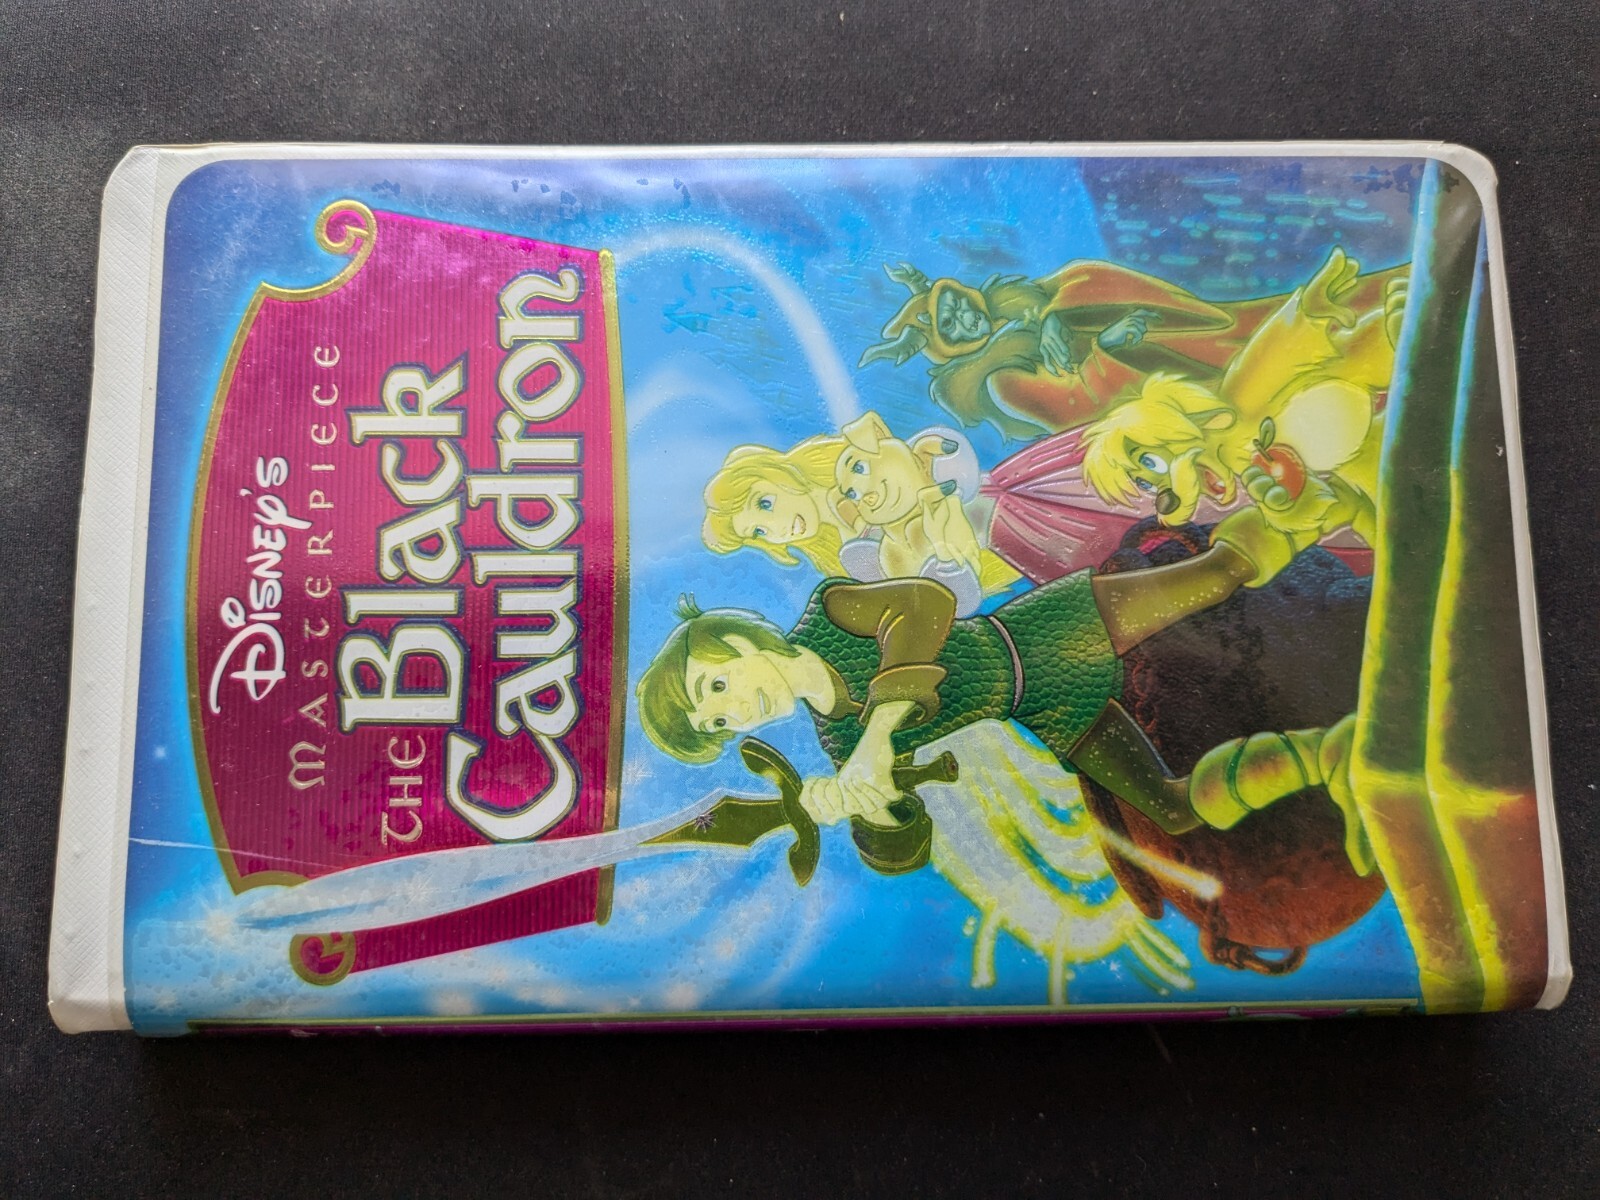 Disney's
MASTERPIECE
THE Black
Cauldron